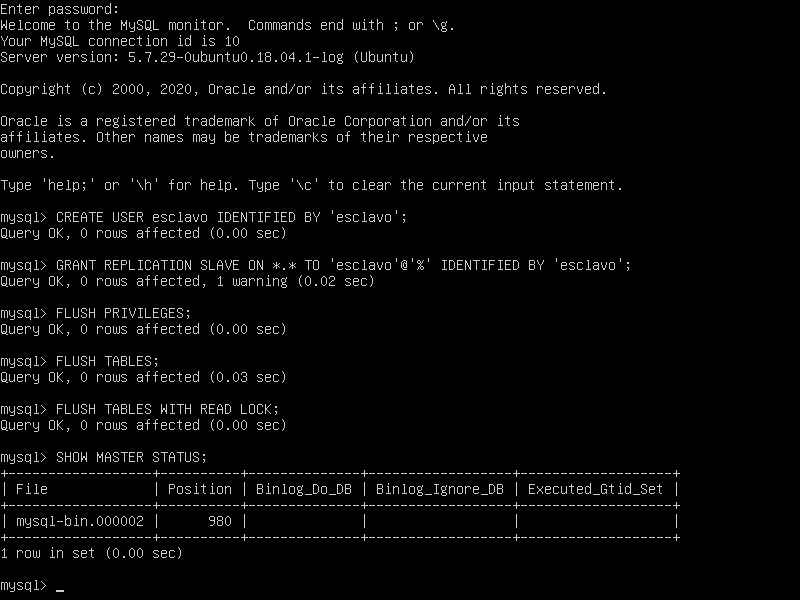 Enter password:
Welcome to the MySQL monitor.  Commands end with ; or \g.
Your MySQL connection id is 10
Server version: 5.7.29-0ubuntu0.18.04.1-log (Ubuntu)

Copyright (c) 2000, 2020, Oracle and/or its affiliates. All rights reserved.

Oracle is a registered trademark of Oracle Corporation and/or its
affiliates. Other names may be trademarks of their respective
owners.

Type 'help;' or '\h' for help. Type '\c' to clear the current input statement.

mysql> CREATE USER esclavo IDENTIFIED BY 'esclavo';
Query OK, 0 rows affected (0.00 sec)

mysql> GRANT REPLICATION SLAVE ON *.* TO 'esclavo'@'%' IDENTIFIED BY 'esclavo';
Query OK, 0 rows affected, 1 warning (0.02 sec)

mysql> FLUSH PRIVILEGES;
Query OK, 0 rows affected (0.00 sec)

mysql> FLUSH TABLES;
Query OK, 0 rows affected (0.03 sec)

mysql> FLUSH TABLES WITH READ LOCK;
Query OK, 0 rows affected (0.00 sec)

mysql> SHOW MASTER STATUS;
+------------------+----------+--------------+------------------+-------------------+
| File             | Position | Binlog_Do_DB | Binlog_Ignore_DB | Executed_Gtid_Set |
+------------------+----------+--------------+------------------+-------------------+
| mysql-bin.000002 |      980 |              |                  |                   |
+------------------+----------+--------------+------------------+-------------------+
1 row in set (0.00 sec)

mysql> _